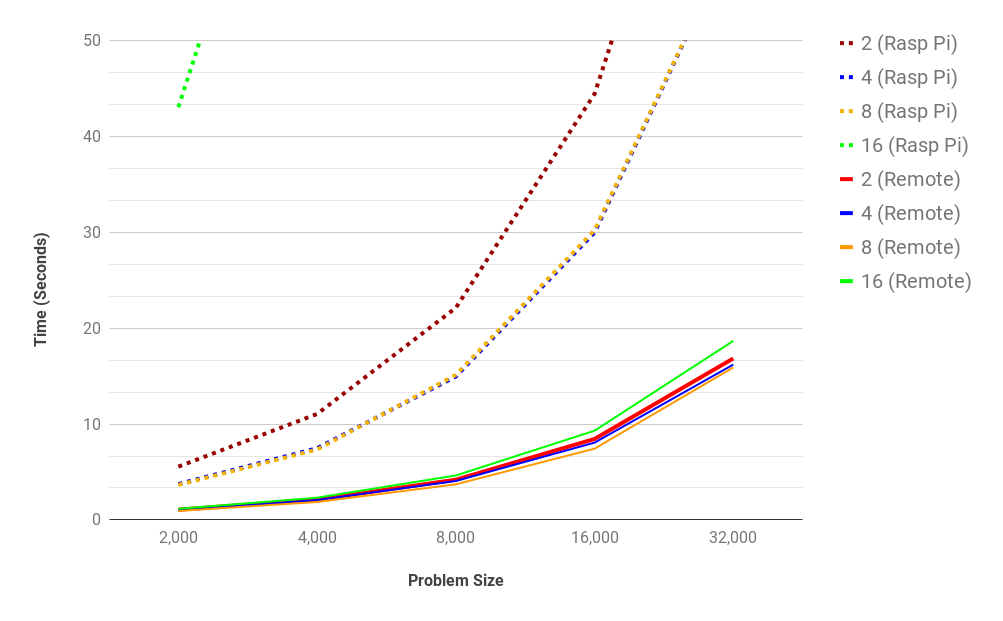 50
40
30
20
10
0
Time (Seconds)
2,000
4,000
8,000
16,000
32,000
Problem Size
2 (Rasp Pi)
4 (Rasp Pi)
8 (Rasp Pi)
16 (Rasp Pi)
2 (Remote)
4 (Remote)
8 (Remote)
16 (Remote)